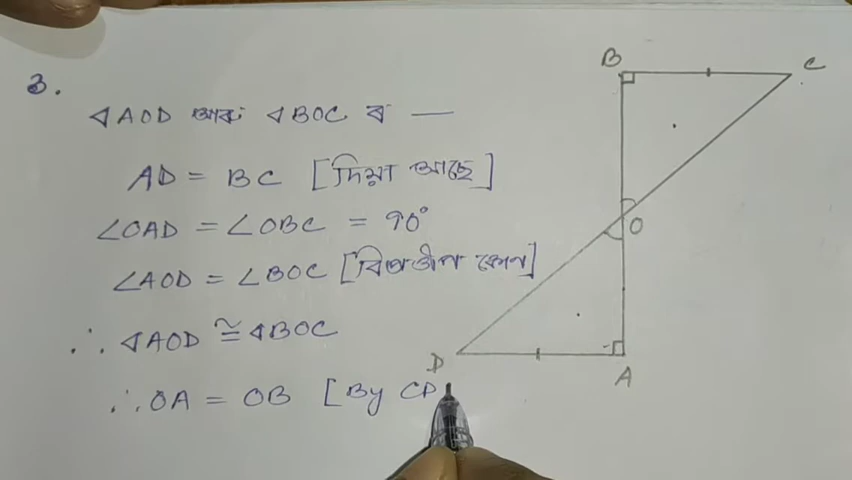 3.
△AOD আৰু △BOC ৰ —
AD = BC [দিয়া আছে]
∠OAD = ∠OBC = 90°
∠AOD = ∠BOC [বিপ্ৰতীপ কোণ]
∴ △AOD ≅ △BOC
∴ OA = OB [By CP
B
C
O
D
A